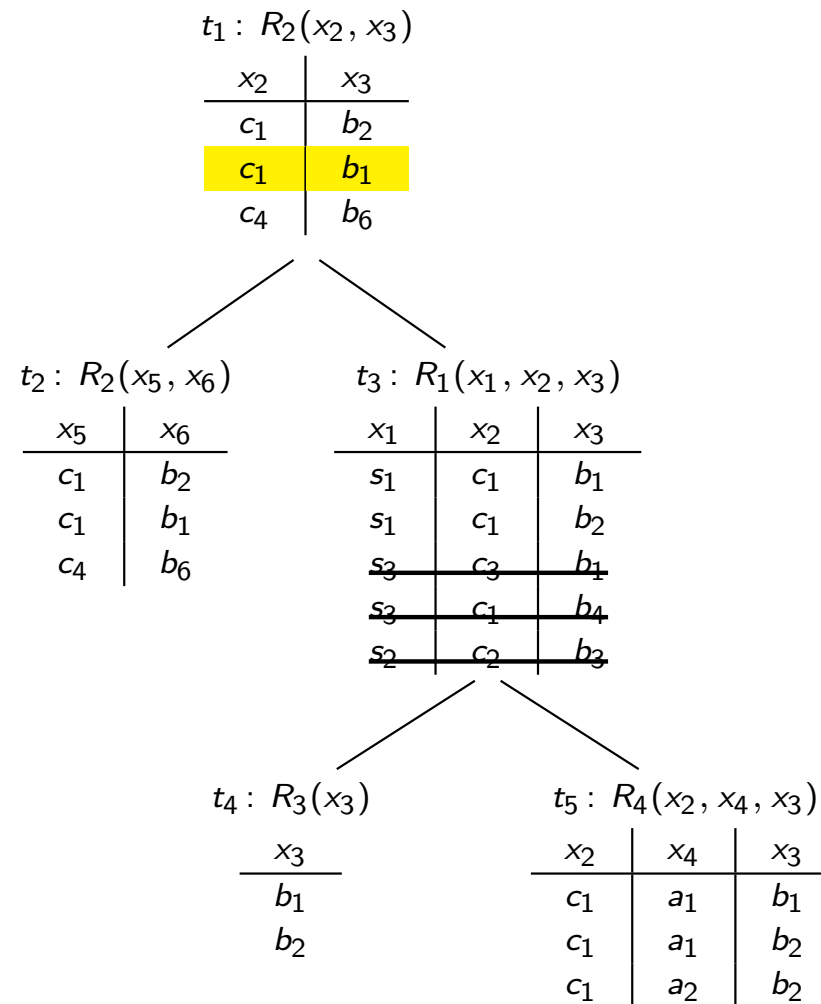 t1 : R2(x2, x3)
x2 x3
c1 b2
c1 b1
c4 b6
t2 : R2(x5, x6)
x5 x6
c1 b2
c1 b1
c4 b6
t3 : R1(x1, x2, x3)
x1 x2 x3
s1 c1 b1
s1 c1 b2
s3 c3 b1
s3 c1 b4
s2 c2 b3
t4 : R3(x3)
x3
b1
b2
t5 : R4(x2, x4, x3)
x2 x4 x3
c1 a1 b1
c1 a1 b2
c1 a2 b2